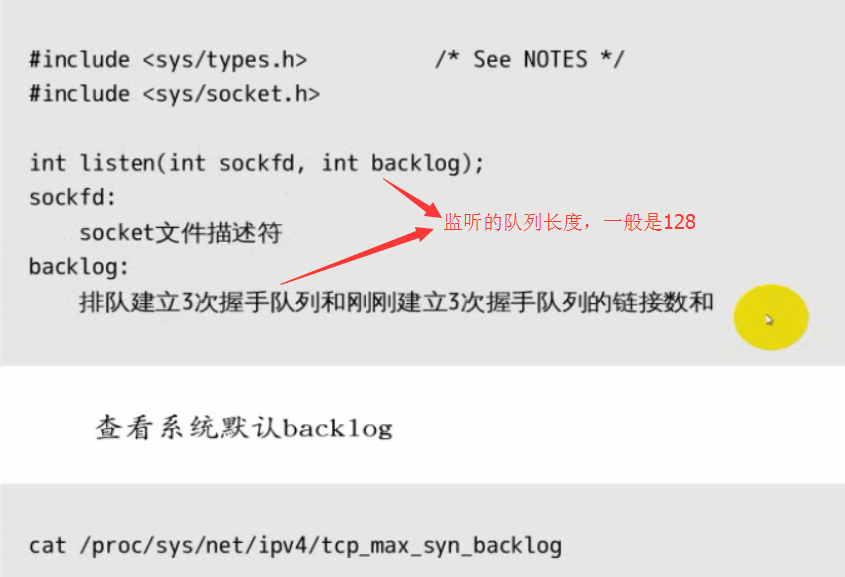 #include <sys/types.h> /* See NOTES */
#include <sys/socket.h>
int listen(int sockfd, int backlog);
sockfd:
socket文件描述符
监听的队列长度，一般是128
backlog:
排队建立3次握手队列和刚刚建立3次握手队列的链接数和
查看系统默认backlog
cat /proc/sys/net/ipv4/tcp_max_syn_backlog